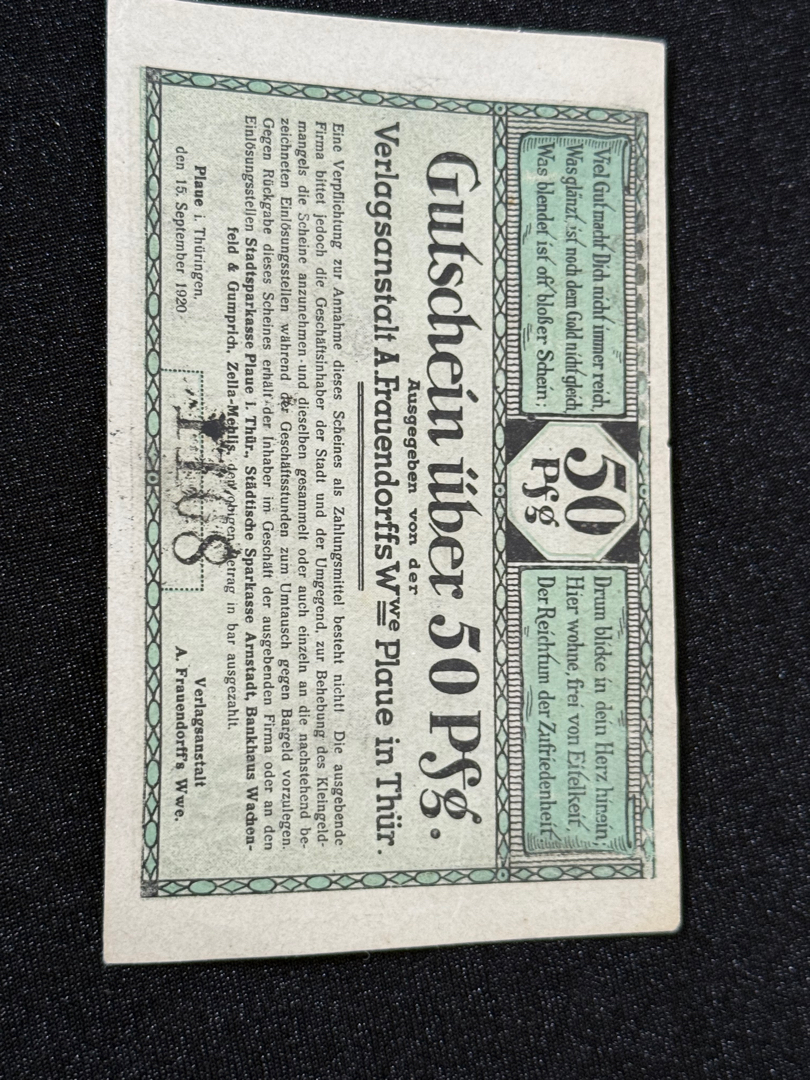 Viel Gut macht Dich nicht immer reich,
Was glänzt, ist noch dem Gold nicht gleich,
Was blendet, ist oft bloßer Schein;
50
Pfg
Drum blicke in dein Herz hinein,
Hier wohne, frei von Eitelkeit,
Der Reichtum der Zufriedenheit.
Gutschein über 50 Pfg.
Ausgegeben von der
Verlagsanstalt A. Frauendorffs Wwe Plaue in Thür.
Eine Verpflichtung zur Annahme dieses Scheines als Zahlungsmittel besteht nicht! Die ausgebende
Firma bittet jedoch die Geschäftsinhaber der Stadt und der Umgegend, zur Behebung des Kleingeld-
mangels die Scheine anzunehmen und dieselben gesammelt oder auch einzeln an die nachstehend be-
zeichneten Einlösungsstellen während der Geschäftsstunden zum Umtausch gegen Bargeld vorzulegen.
Gegen Rückgabe dieses Scheines erhält der Inhaber im Geschäft der ausgebenden Firma oder an den
Einlösungsstellen Stadtsparkasse Plaue i. Thür., Städtische Sparkasse Arnstadt, Bankhaus Wachen-
feld & Gumprich, Zella-Mehlis, den obigen Betrag in bar ausgezahlt.
Plaue i. Thüringen,
den 15. September 1920.
1108
Verlagsanstalt
A. Frauendorff's Wwe.